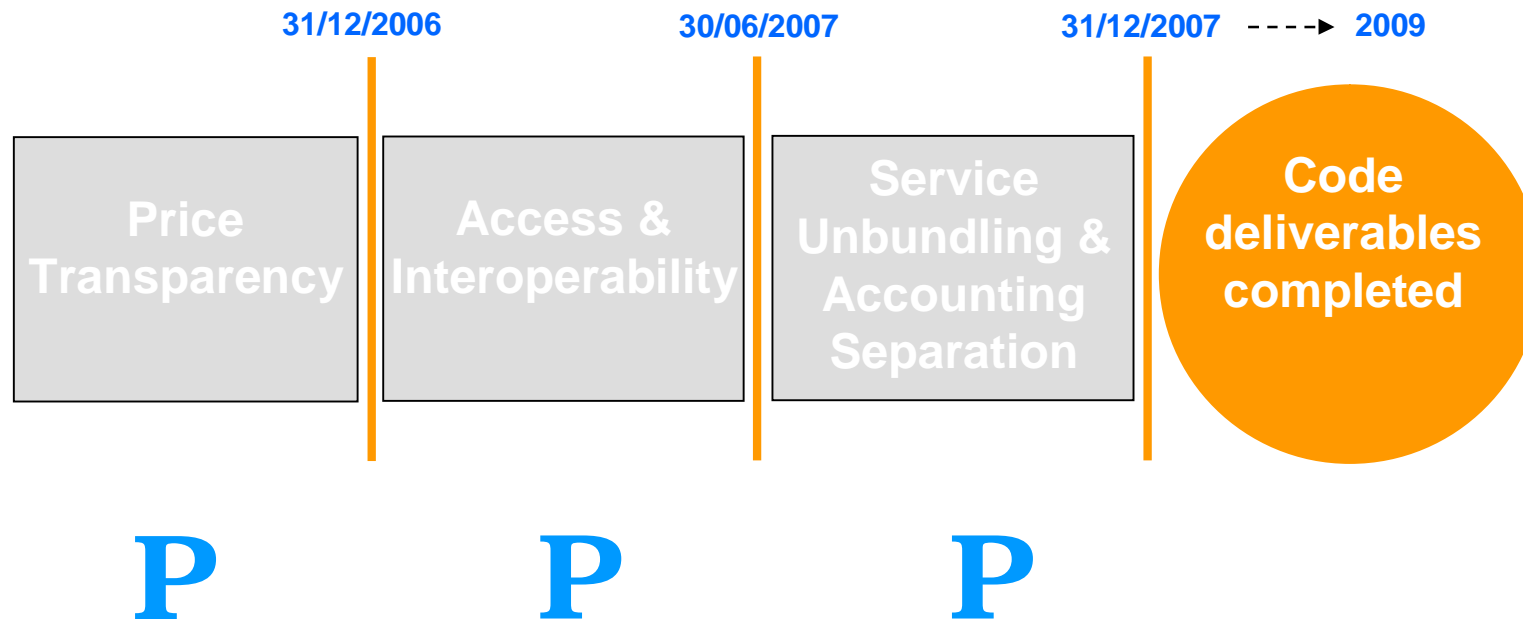 31/12/2006 30/06/2007 31/12/2007 2009
Price
Transparency
Access &
Interoperability
Service
Unbundling &
Accounting
Separation
Code
deliverables
completed
P P P